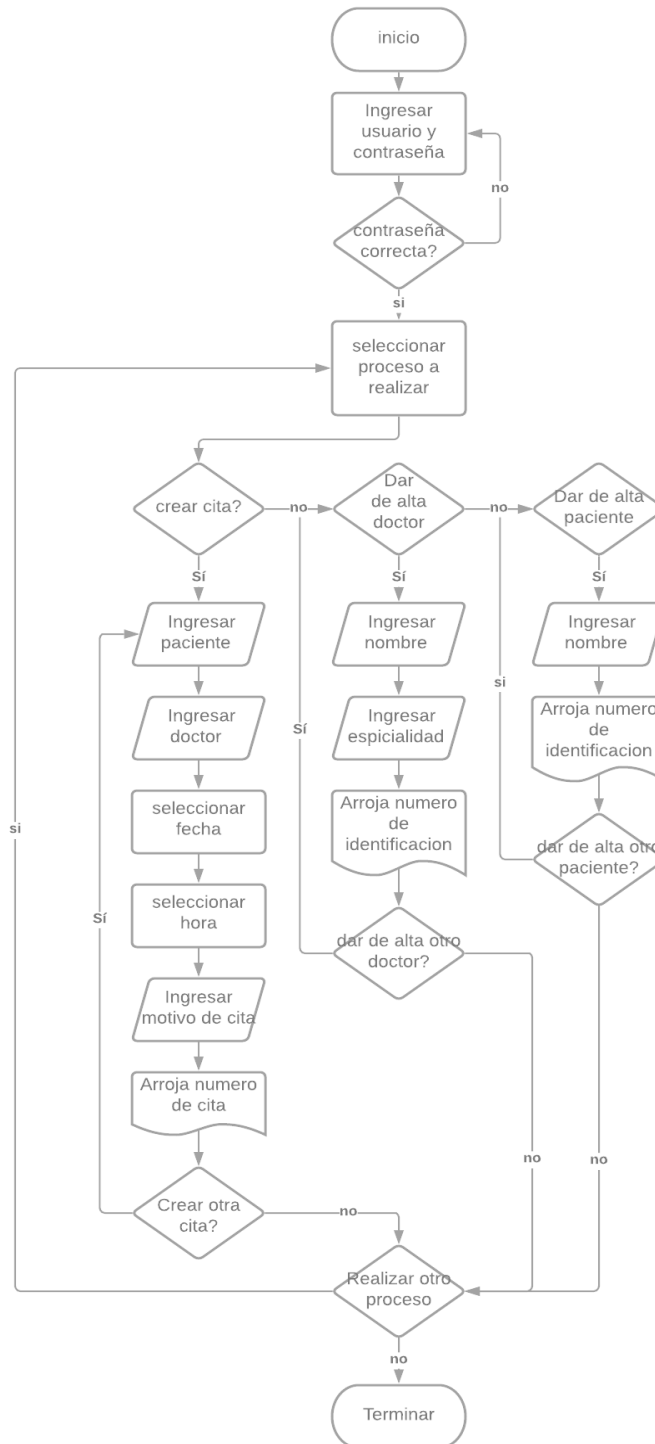 inicio
Ingresar
usuario y
contraseña
no
contraseña
correcta?
si
seleccionar
proceso a
realizar
crear cita?
no
Dar
de alta
doctor
no
Dar de alta
paciente
Sí
Sí
Sí
Ingresar
paciente
Ingresar
nombre
Ingresar
nombre
si
Ingresar
doctor
Sí
Ingresar
espicialidad
Arroja numero
de
identificacion
seleccionar
fecha
Arroja numero
de
identificacion
si
dar de alta otro
paciente?
seleccionar
hora
Sí
dar de alta otro
doctor?
Ingresar
motivo de cita
Arroja numero
de cita
no
no
Crear otra
cita?
no
Realizar otro
proceso
no
Terminar